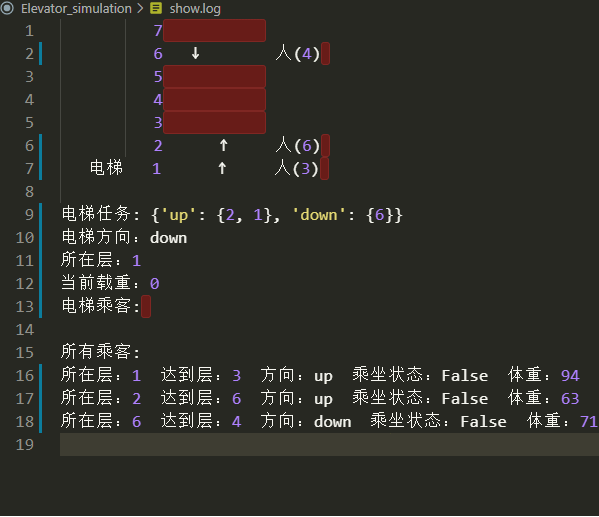 Elevator_simulation > show.log
1 7
2 6 ↓ 人(4)
3 5
4 4
5 3
6 2 ↑ 人(6)
7 电梯 1 ↑ 人(3)
8
9 电梯任务: {'up': {2, 1}, 'down': {6}}
10 电梯方向：down
11 所在层：1
12 当前载重：0
13 电梯乘客:
14
15 所有乘客:
16 所在层：1 达到层：3 方向：up 乘坐状态：False 体重：94
17 所在层：2 达到层：6 方向：up 乘坐状态：False 体重：63
18 所在层：6 达到层：4 方向：down 乘坐状态：False 体重：71
19